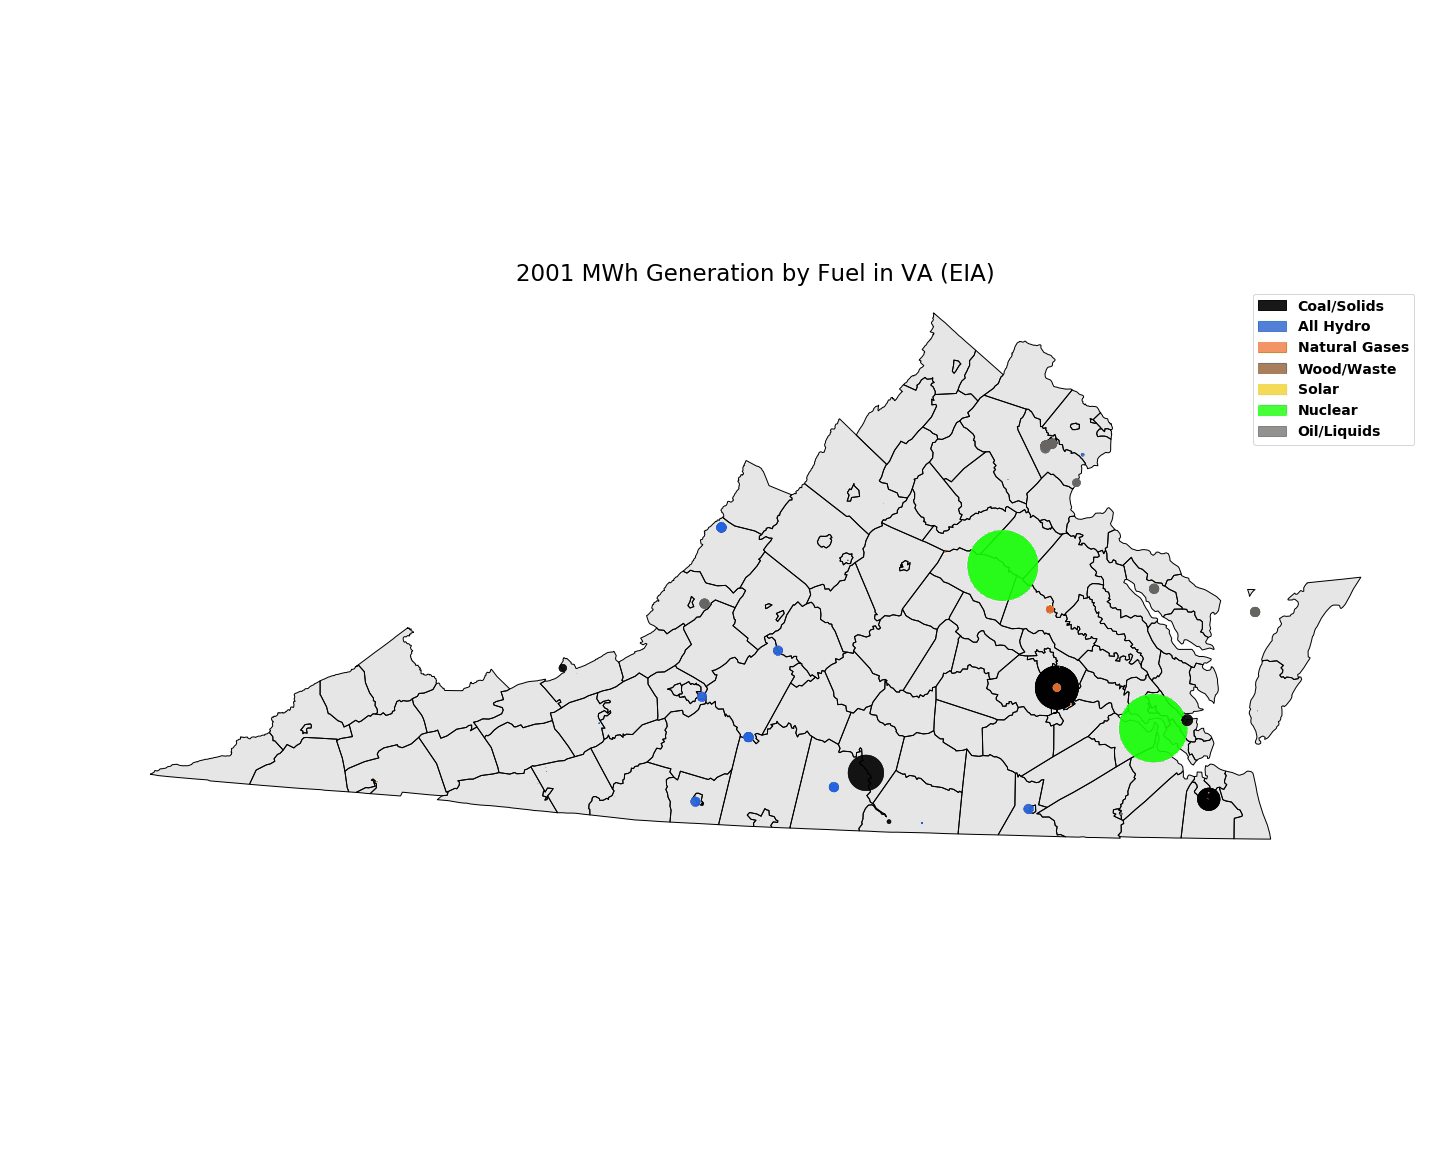 2001 MWh Generation by Fuel in VA (EIA)
Coal/Solids
All Hydro
Natural Gases
Wood/Waste
Solar
Nuclear
Oil/Liquids